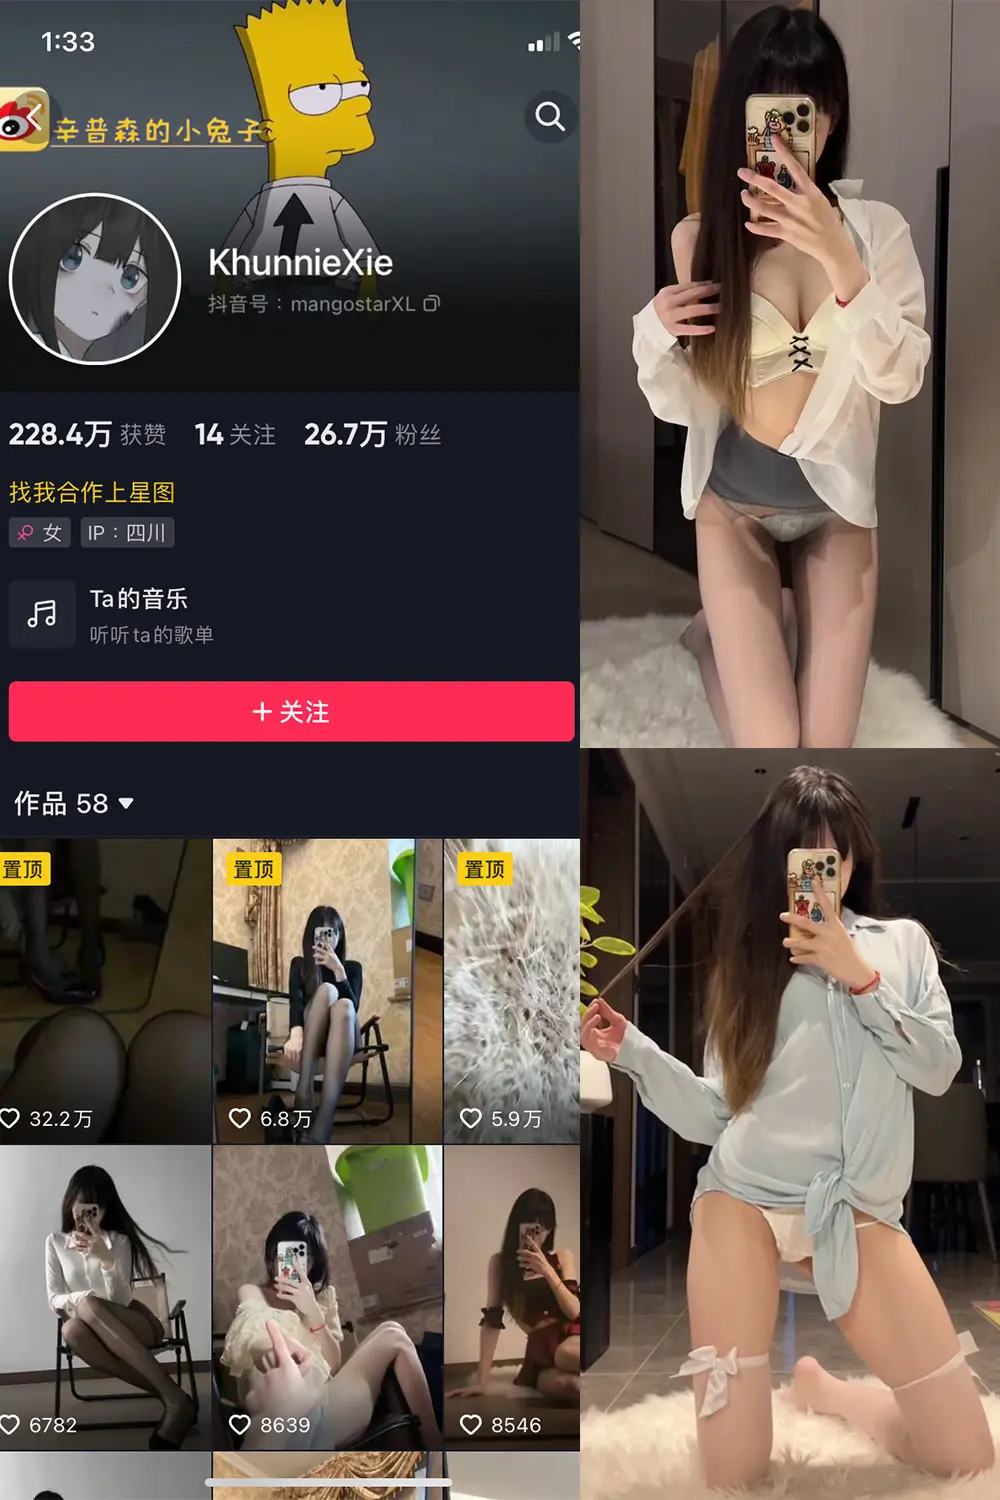 1:33
辛普森的小兔子
KhunnieXie
抖音号：mangostarXL
228.4万 获赞 14 关注 26.7万 粉丝
找我合作上星图
女 IP：四川
Ta的音乐
听听ta的歌单
+ 关注
作品 58
置顶 置顶 置顶
32.2万 6.8万 5.9万
6782 8639 8546